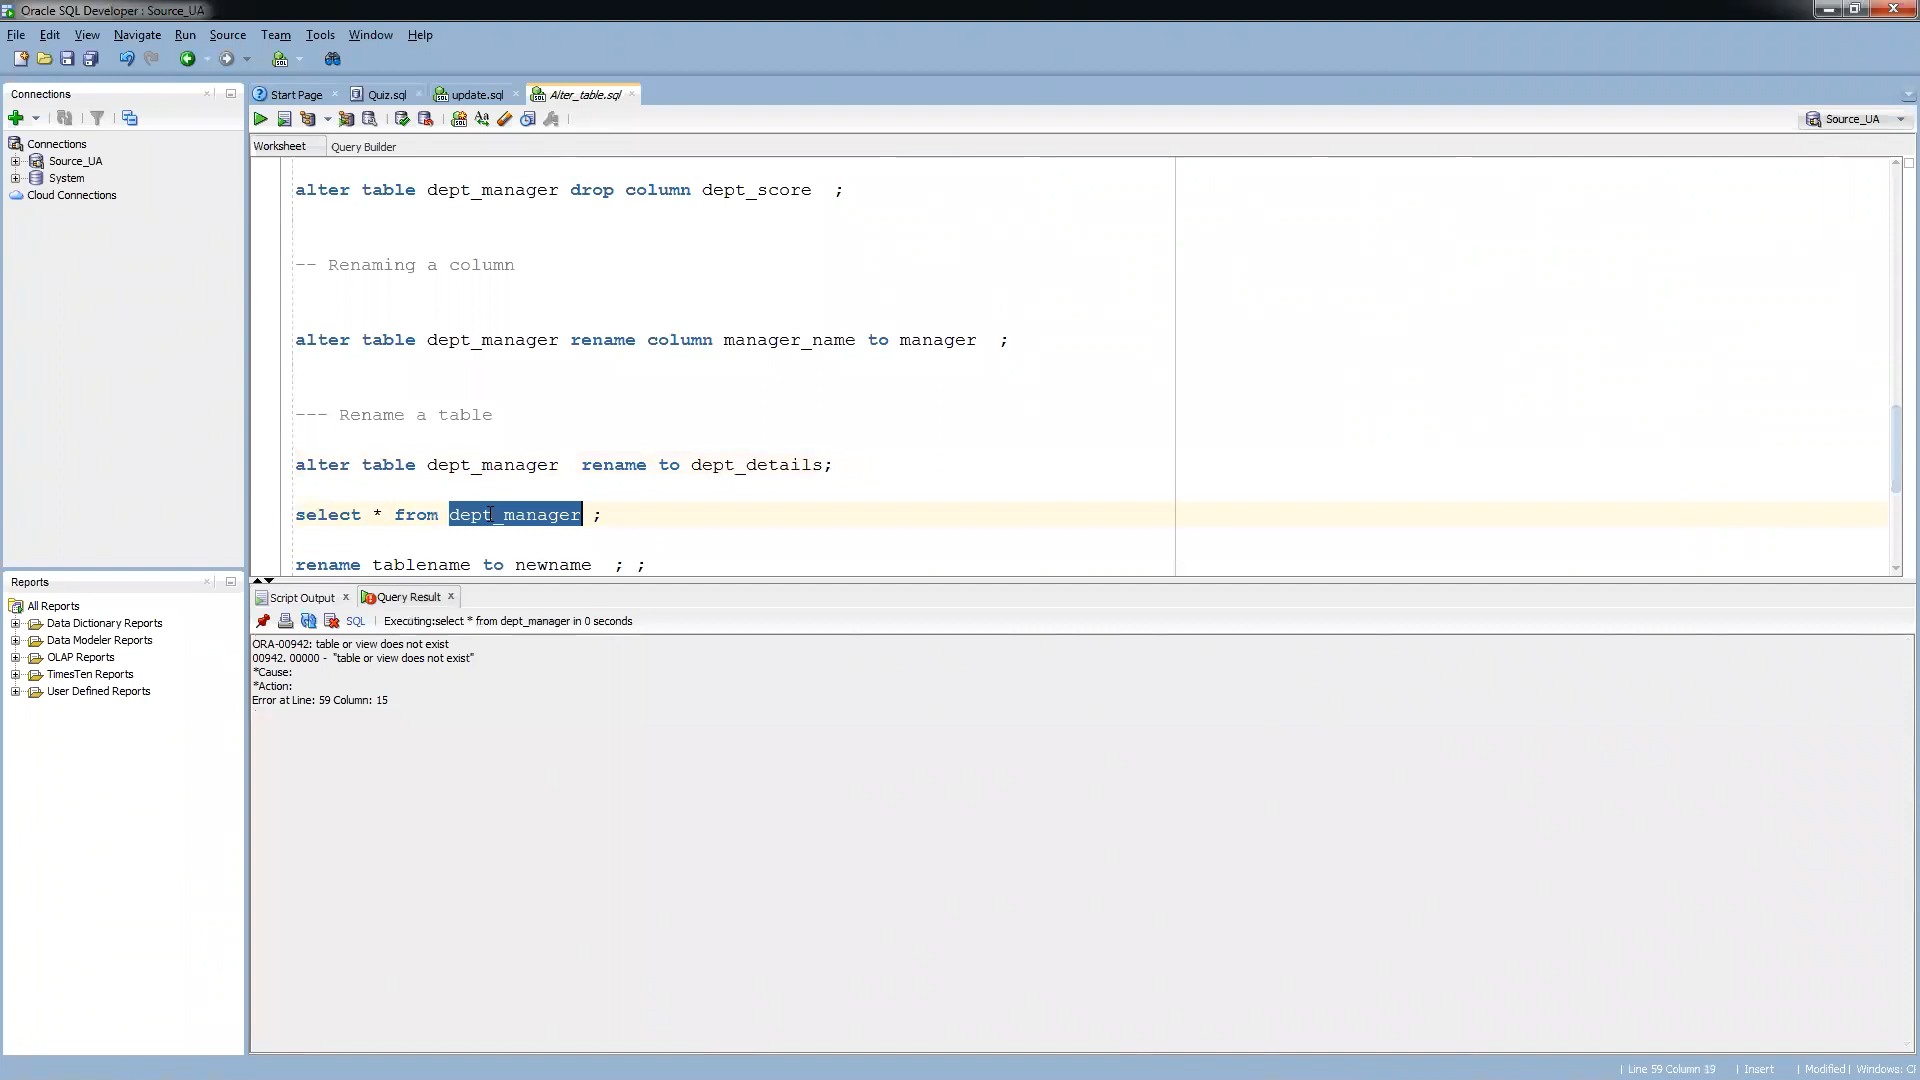 Oracle SQL Developer : Source_UA
File Edit View Navigate Run Source Team Tools Window Help
Connections
Connections
Source_UA
System
Cloud Connections
Reports
All Reports
Data Dictionary Reports
Data Modeler Reports
OLAP Reports
TimesTen Reports
User Defined Reports
Start Page Quiz.sql update.sql Alter_table.sql
Source_UA
Worksheet Query Builder
alter table dept_manager drop column dept_score ;
-- Renaming a column
alter table dept_manager rename column manager_name to manager ;
--- Rename a table
alter table dept_manager rename to dept_details;
select * from dept_manager ;
rename tablename to newname ; ;
Script Output Query Result
SQL Executing:select * from dept_manager in 0 seconds
ORA-00942: table or view does not exist
00942. 00000 - "table or view does not exist"
*Cause:
*Action:
Error at Line: 59 Column: 15
Line 59 Column 19 Insert Modified Windows: CF